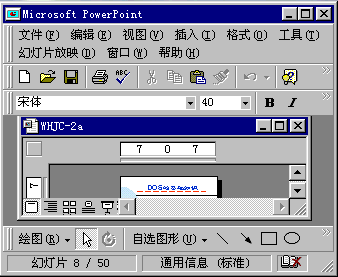 Microsoft PowerPoint
文件(F) 编辑(E) 视图(V) 插入(I) 格式(O) 工具(T)
幻灯片放映(D) 窗口(W) 帮助(H)
ABC
宋体 40 B I
WHJC-2a
7 0 7
7
绘图(R) 自选图形(U)
幻灯片 8 / 50 通用信息 (标准)